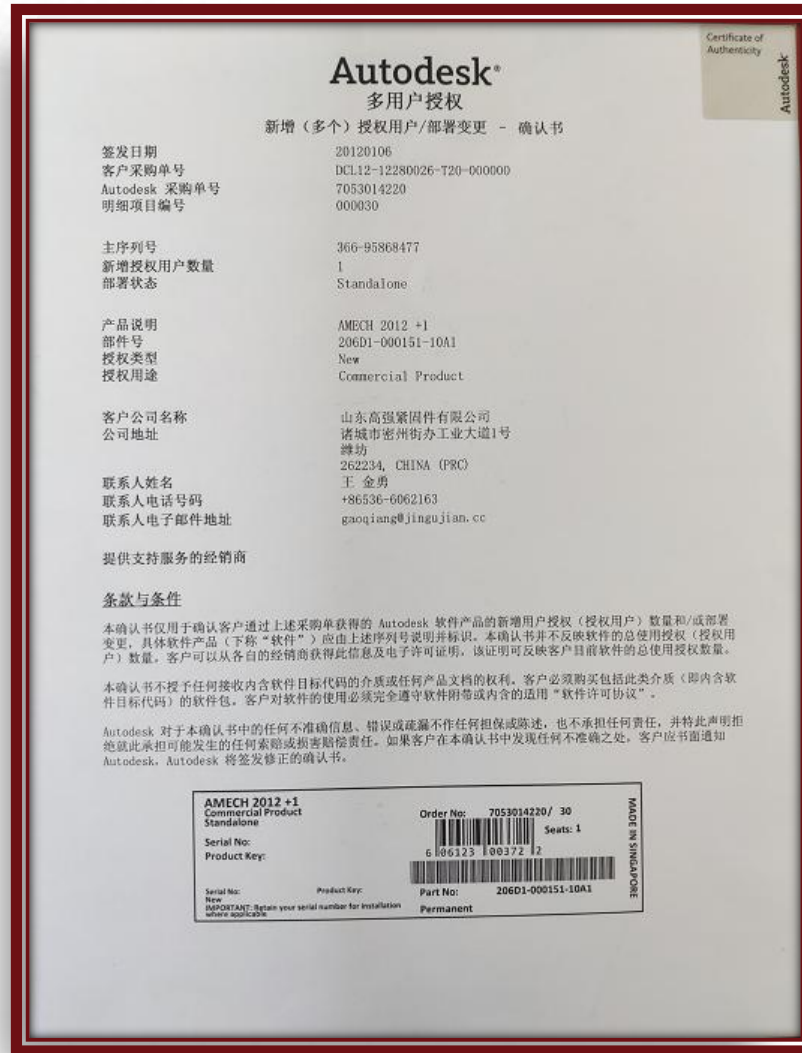 Certificate of
Authenticity
Autodesk
Autodesk®
多用户授权
新增（多个）授权用户/部署变更 - 确认书
签发日期 20120106
客户采购单号 DCL12-12280026-T20-000000
Autodesk 采购单号 7053014220
明细项目编号 000030
主序列号 366-95868477
新增授权用户数量 1
部署状态 Standalone
产品说明 AMECH 2012 +1
部件号 206D1-000151-10A1
授权类型 New
授权用途 Commercial Product
客户公司名称 山东高强紧固件有限公司
公司地址 诸城市密州街办工业大道1号
潍坊
262234, CHINA (PRC)
联系人姓名 王 金勇
联系人电话号码 +86536-6062163
联系人电子邮件地址 gaoqiang@jingujian.cc
提供支持服务的经销商
条款与条件
本确认书仅用于确认客户通过上述采购单获得的 Autodesk 软件产品的新增用户授权（授权用户）数量和/或部署
变更，具体软件产品（下称“软件”）应由上述序列号说明并标识。本确认书并不反映软件的总使用授权（授权用
户）数量，客户可以从各自的经销商获得此信息及电子许可证明，该证明可反映客户目前软件的总使用授权数量。
本确认书不授予任何接收内含软件目标代码的介质或任何产品文档的权利。客户必须购买包括此类介质（即内含软
件目标代码）的软件包。客户对软件的使用必须完全遵守软件附带或内含的适用“软件许可协议”。
Autodesk 对于本确认书中的任何不准确信息、错误或疏漏不作任何担保或陈述，也不承担任何责任，并特此声明拒
绝就此承担可能发生的任何索赔或损害赔偿责任。如果客户在本确认书中发现任何不准确之处，客户应书面通知
Autodesk，Autodesk 将签发修正的确认书。
AMECH 2012 +1
Commercial Product
Standalone
Serial No:
Product Key:
Serial No: Product Key:
New
IMPORTANT: Retain your serial number for installation
where applicable
Order No: 7053014220/ 30
Seats: 1
6 06123 00372 2
Part No: 206D1-000151-10A1
Permanent
MADE IN SINGAPORE